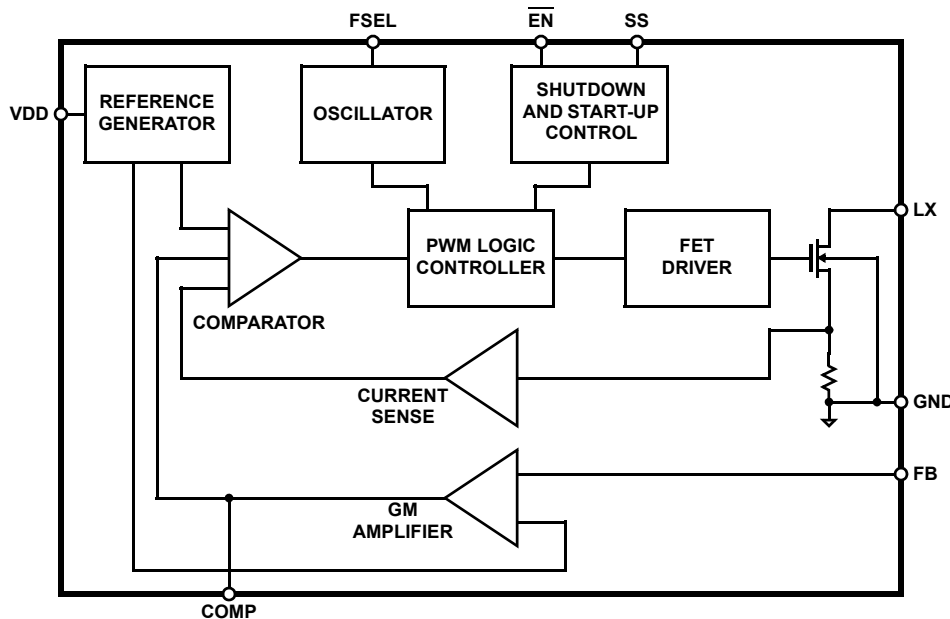 FSEL
EN
SS
VDD
REFERENCE
GENERATOR
OSCILLATOR
SHUTDOWN
AND START-UP
CONTROL
LX
PWM LOGIC
CONTROLLER
FET
DRIVER
COMPARATOR
CURRENT
SENSE
GND
FB
GM
AMPLIFIER
COMP